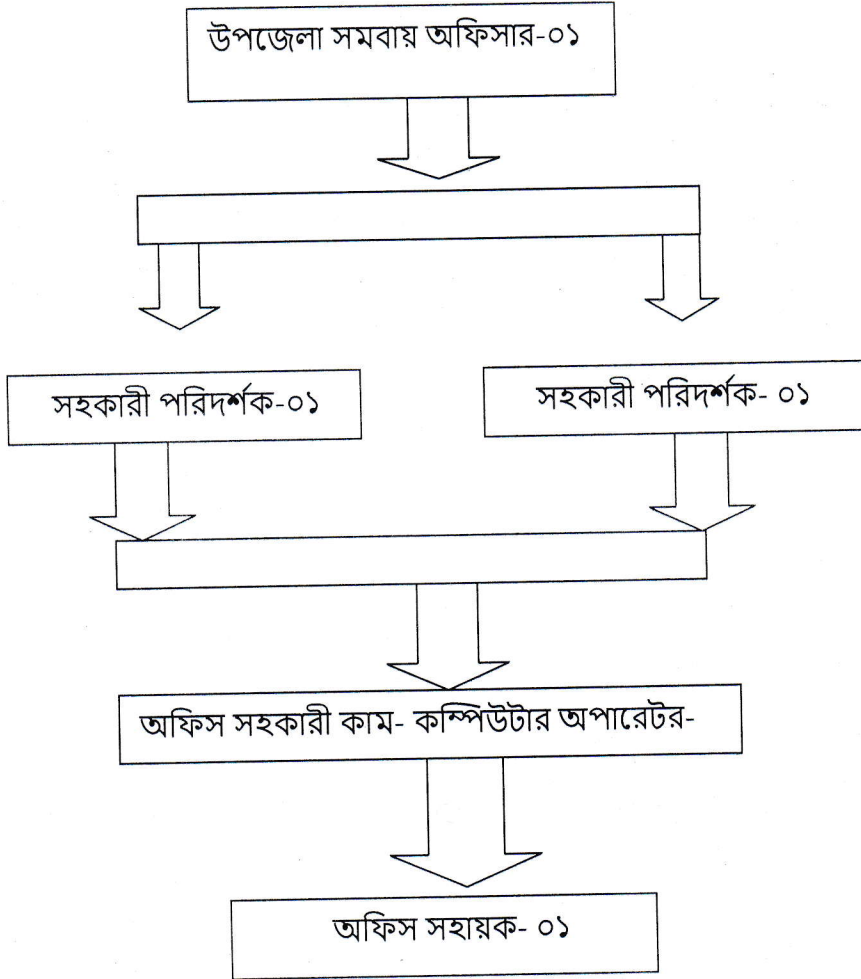 উপজেলা সমবায় অফিসার-০১
সহকারী পরিদর্শক-০১
সহকারী পরিদর্শক- ০১
অফিস সহকারী কাম- কম্পিউটার অপারেটর-
অফিস সহায়ক- ০১